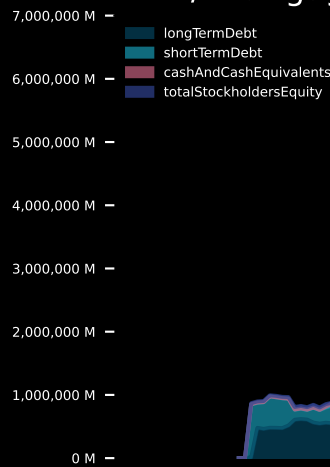 7,000,000 M
longTermDebt
shortTermDebt
6,000,000 M
cashAndCashEquivalents
totalStockholdersEquity
5,000,000 M
4,000,000 M
3,000,000 M
2,000,000 M
1,000,000 M
0 M